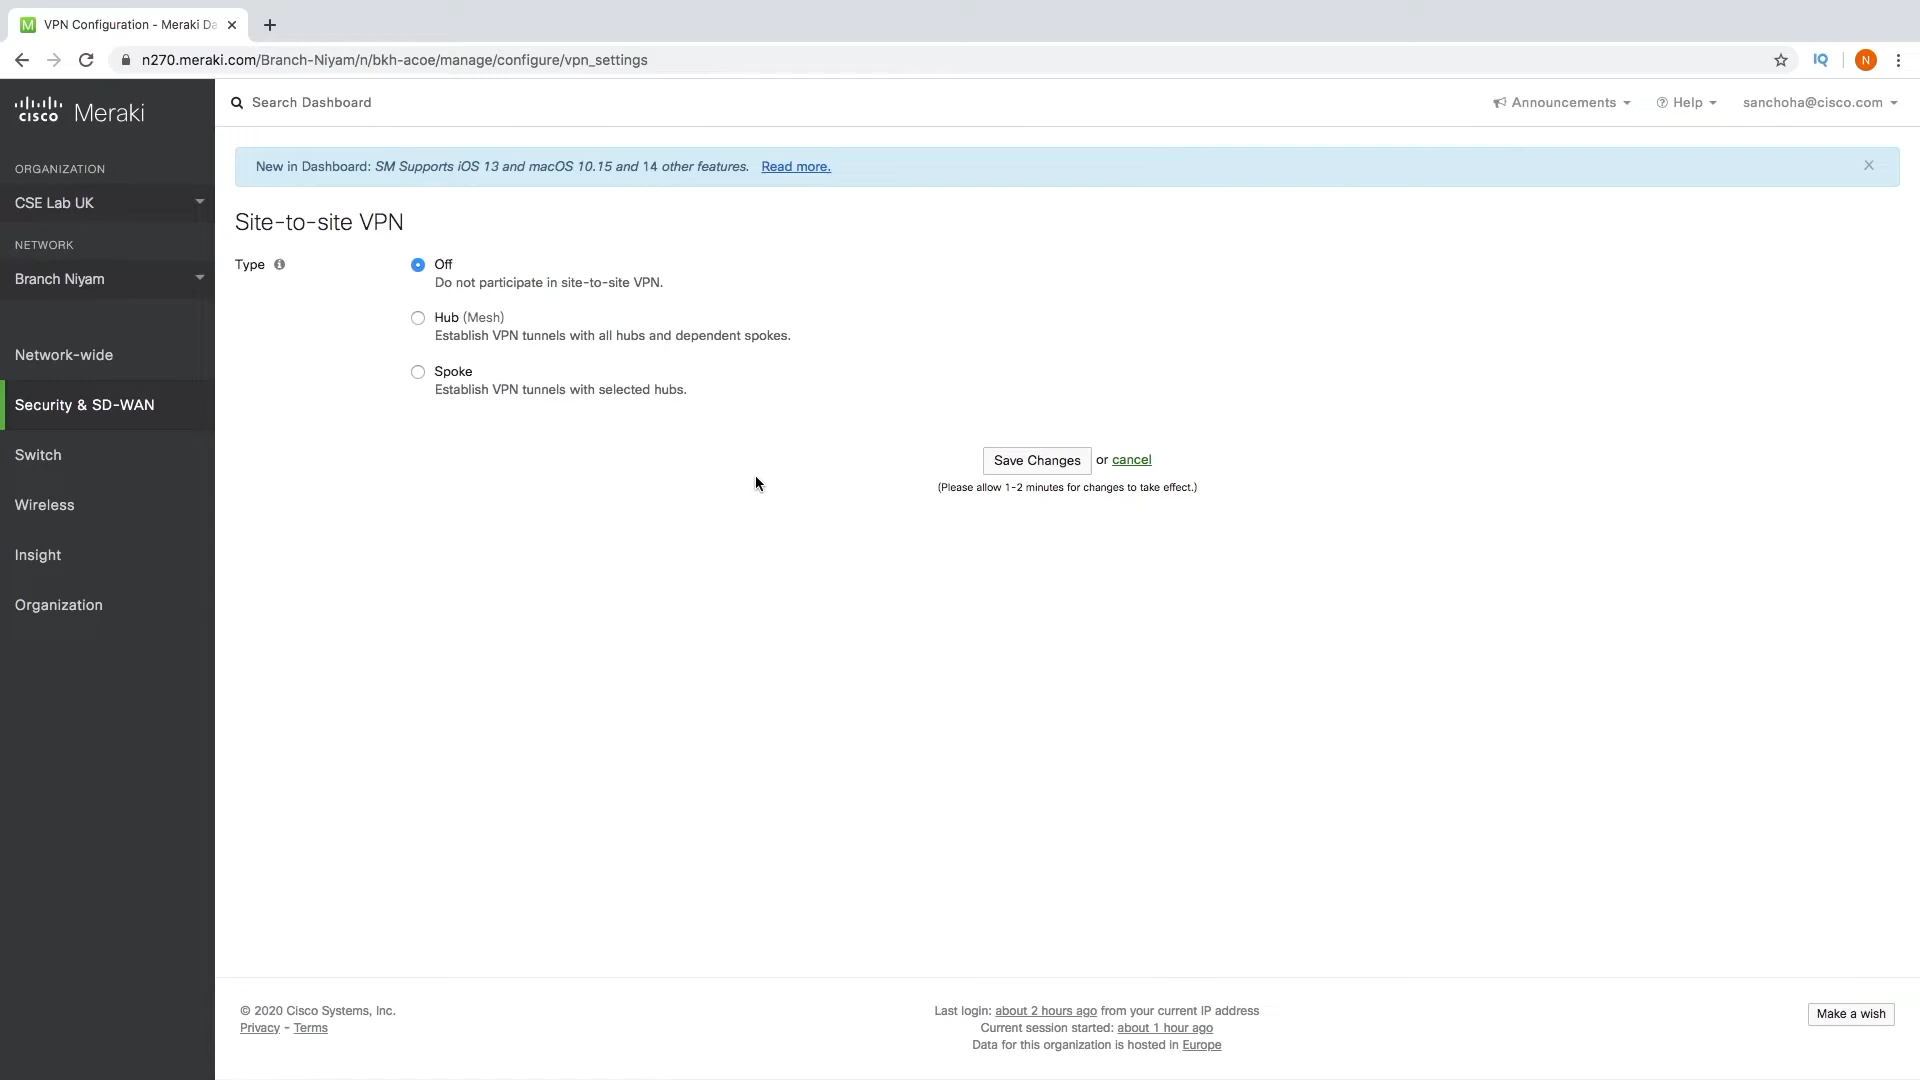 VPN Configuration - Meraki Da
n270.meraki.com/Branch-Niyam/n/bkh-acoe/manage/configure/vpn_settings
IQ
N
cisco Meraki
Search Dashboard
Announcements
Help
sanchoha@cisco.com
ORGANIZATION
CSE Lab UK
NETWORK
Branch Niyam
Network-wide
Security & SD-WAN
Switch
Wireless
Insight
Organization
New in Dashboard: SM Supports iOS 13 and macOS 10.15 and 14 other features. Read more.
Site-to-site VPN
Type
Off
Do not participate in site-to-site VPN.
Hub (Mesh)
Establish VPN tunnels with all hubs and dependent spokes.
Spoke
Establish VPN tunnels with selected hubs.
Save Changes or cancel
(Please allow 1-2 minutes for changes to take effect.)
© 2020 Cisco Systems, Inc.
Privacy - Terms
Last login: about 2 hours ago from your current IP address
Current session started: about 1 hour ago
Data for this organization is hosted in Europe
Make a wish